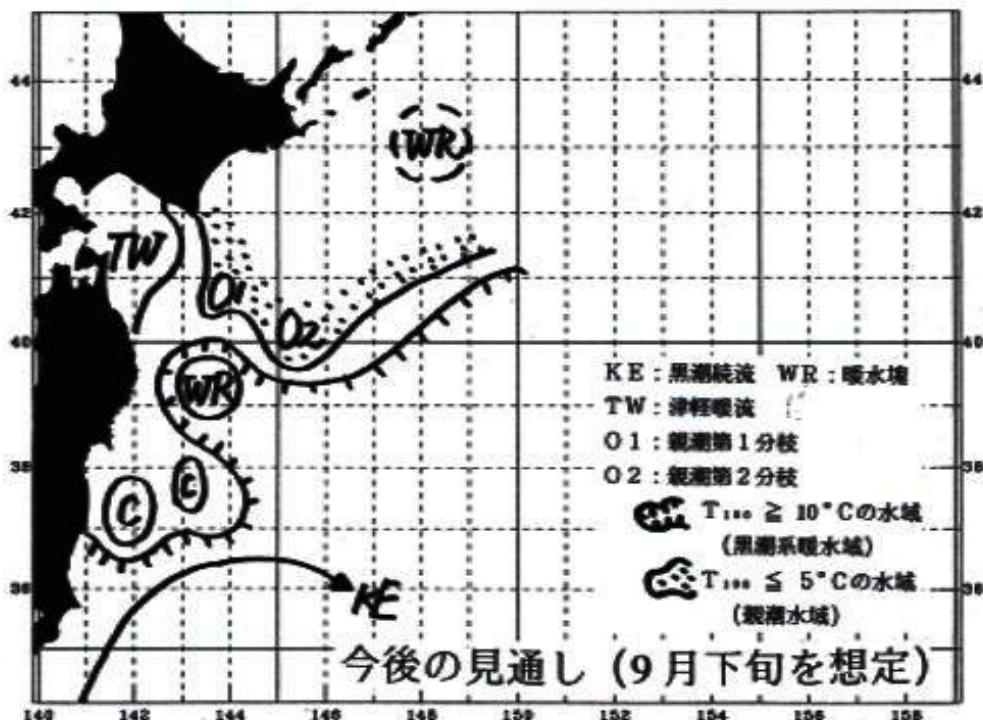 44 44
WR
42 42
TW
O1
O2
40 40
WR
KE：黒潮続流 WR：暖水塊
TW：津軽暖流
O1：親潮第1分枝
O2：親潮第2分枝
38 38
C
C
T₁₀₀ ≧ 10°Cの水域
(黒潮系暖水域)
T₁₀₀ ≦ 5°Cの水域
36 36
(親潮水域)
KE
今後の見通し（9月下旬を想定）
140 142 144 146 148 150 152 154 156 158